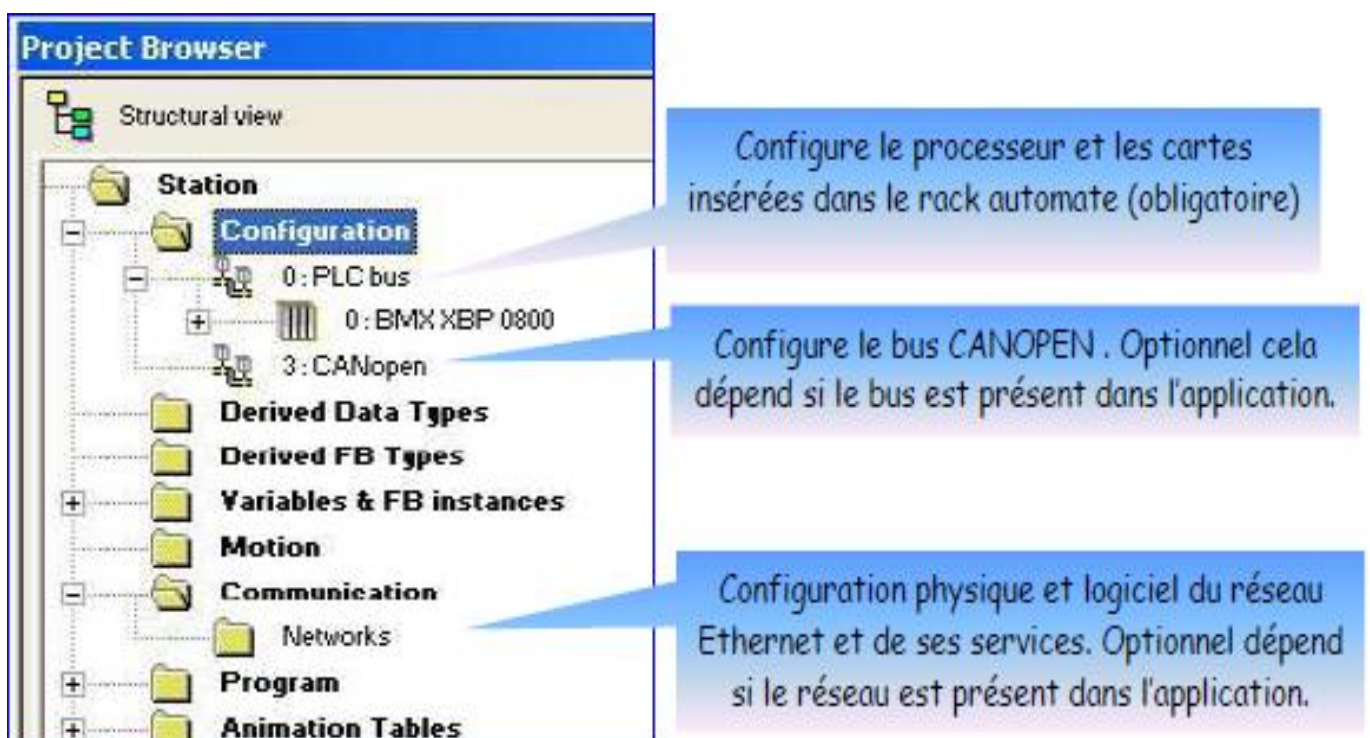 Project Browser
Structural view
Station
Configuration
0 : PLC bus
0 : BMX XBP 0800
3 : CANopen
Derived Data Types
Derived FB Types
Variables & FB instances
Motion
Communication
Networks
Program
Animation Tables
Configure le processeur et les cartes
insérées dans le rack automate (obligatoire)
Configure le bus CANOPEN . Optionnel cela
dépend si le bus est présent dans l'application.
Configuration physique et logiciel du réseau
Ethernet et de ses services. Optionnel dépend
si le réseau est présent dans l'application.